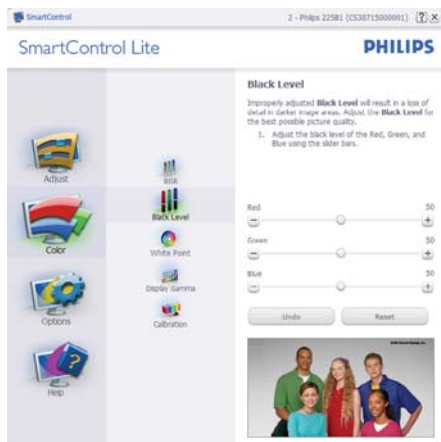 SmartControl
2 - Philips 225B1 (CS30715000001)
?
X
SmartControl Lite
PHILIPS
Adjust
Color
Options
Help
RGB
Black Level
White Point
Display Gamma
Calibration
Black Level
Improperly adjusted Black Level will result in a loss of
detail in darker image areas. Adjust the Black Level for
the best possible picture quality.
1. Adjust the black level of the Red, Green, and
Blue using the slider bars.
Red 50
Green 50
Blue 50
Undo
Reset